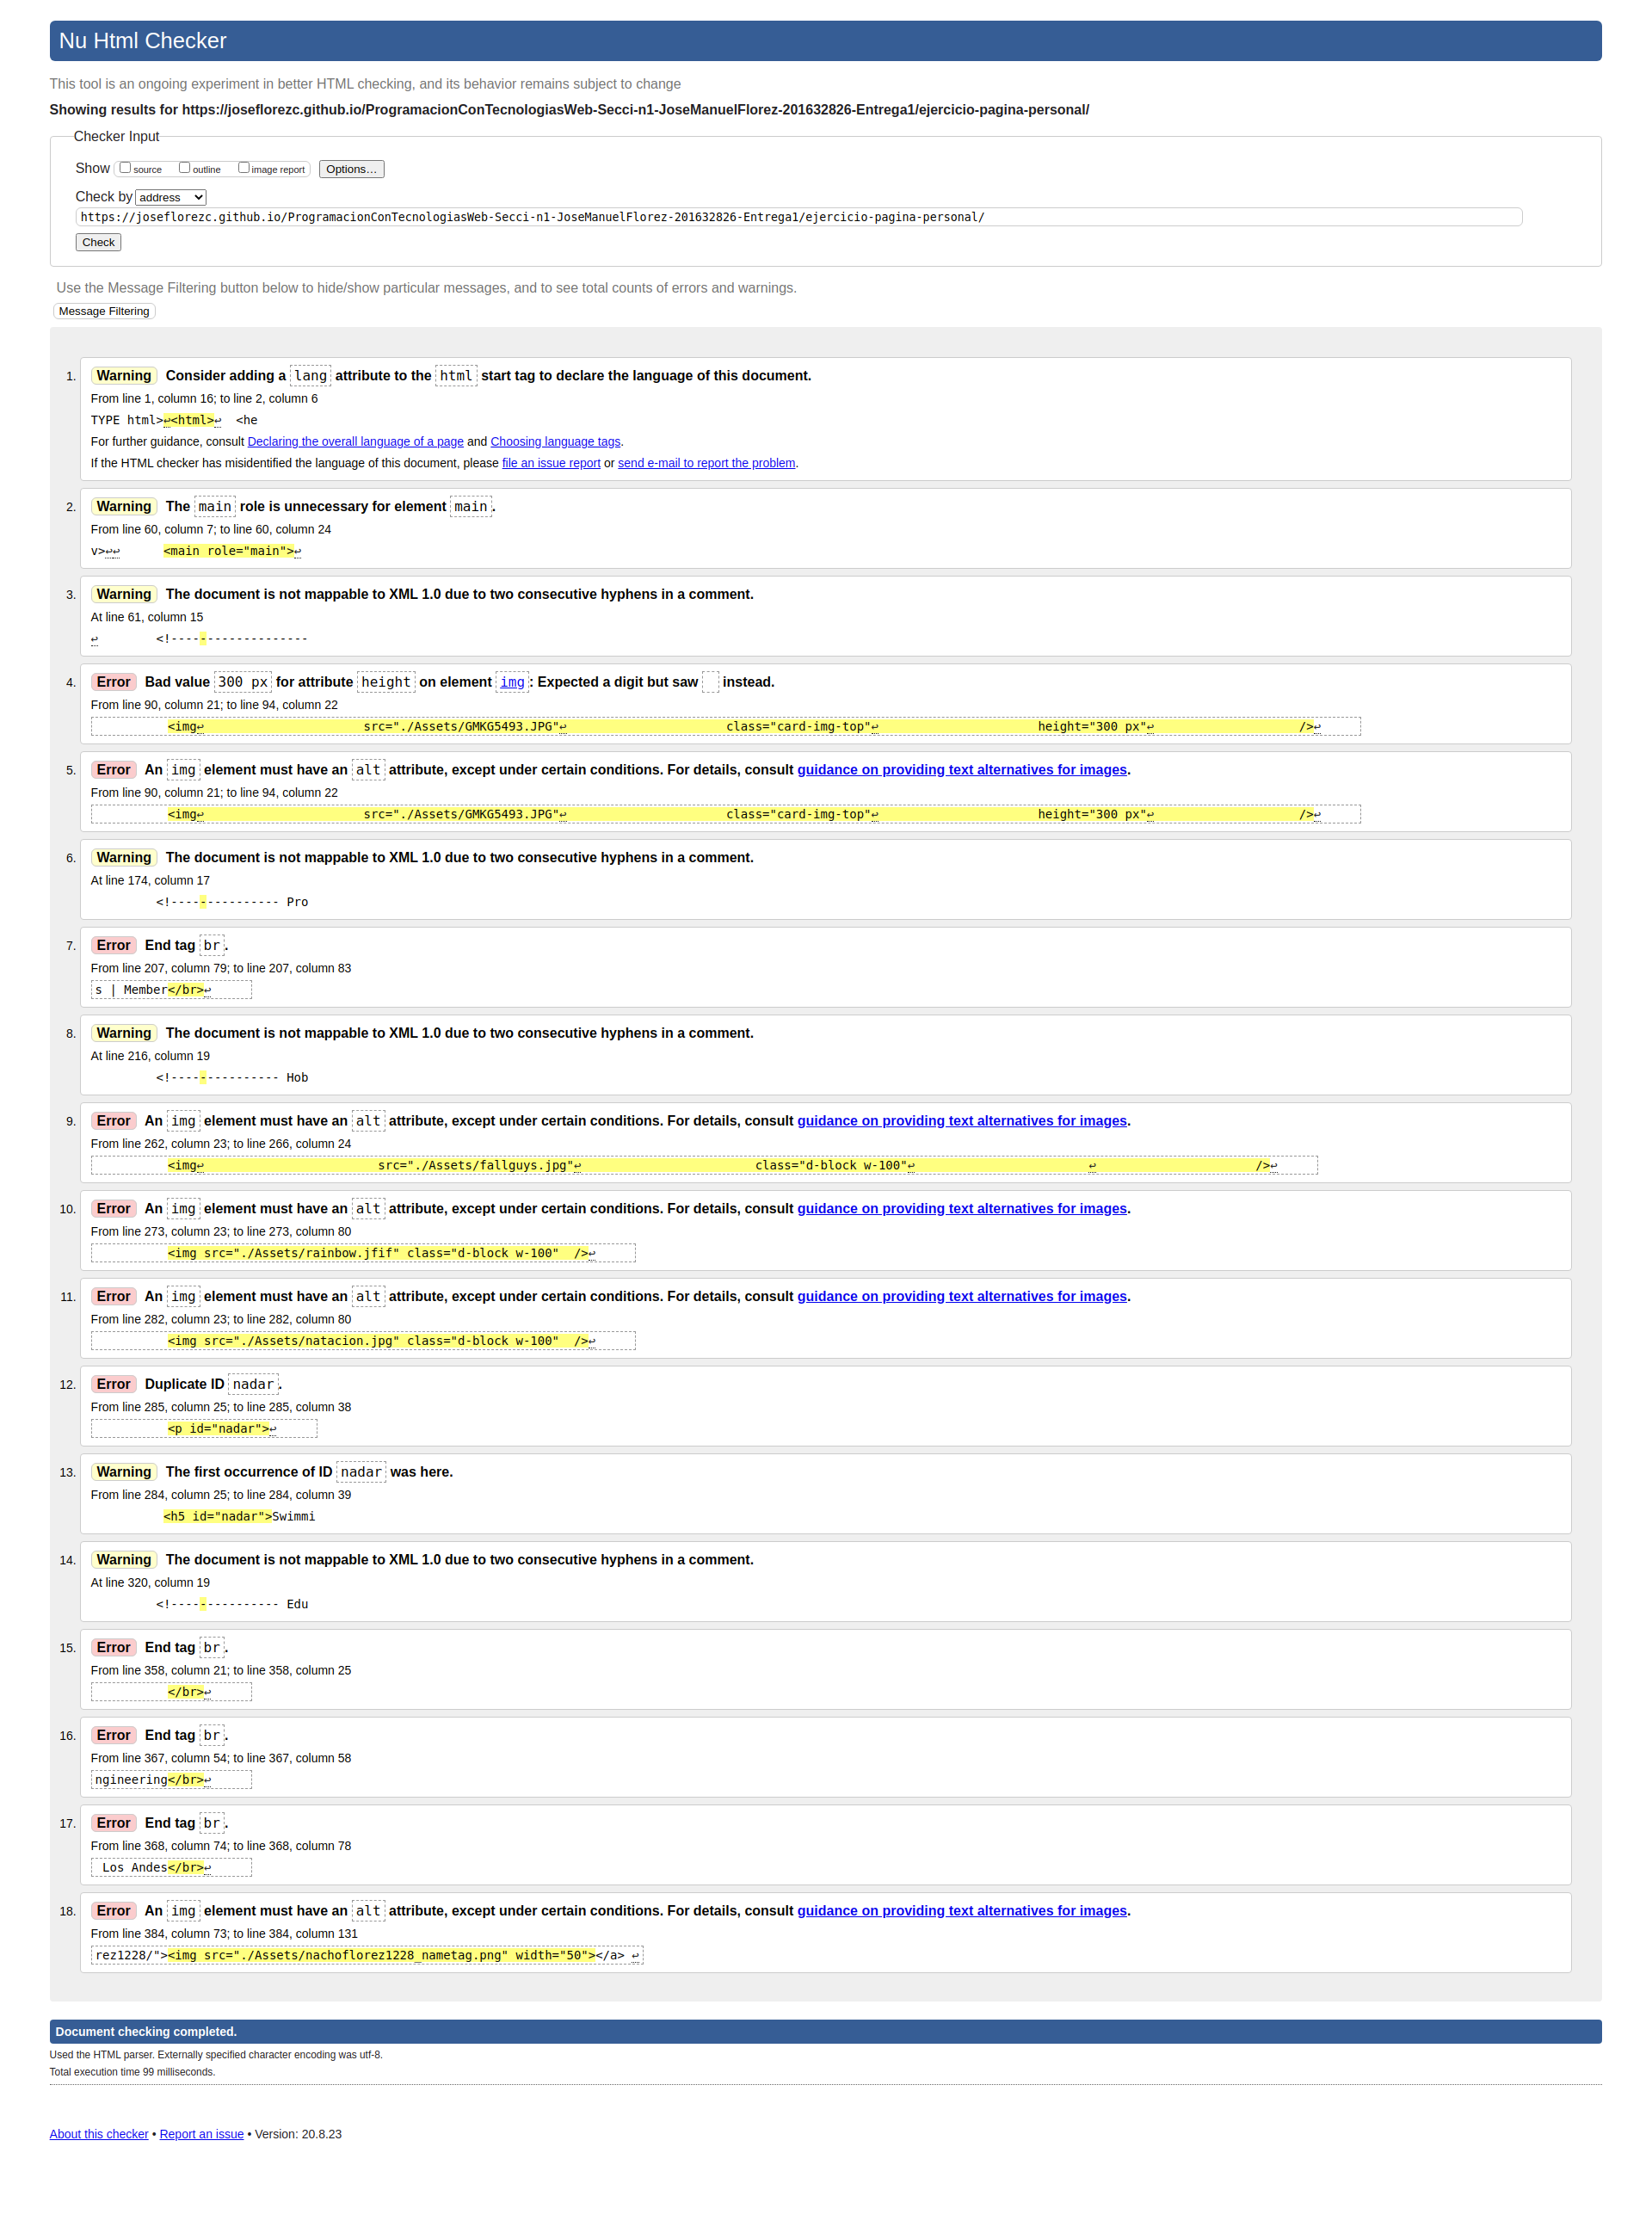 Nu Html Checker
This tool is an ongoing experiment in better HTML checking, and its behavior remains subject to change
Showing results for https://joseflorezc.github.io/ProgramacionConTecnologiasWeb-Secci-n1-JoseManuelFlorez-201632826-Entrega1/ejercicio-pagina-personal/
Checker Input
Show source outline image report Options…
Check by address
https://joseflorezc.github.io/ProgramacionConTecnologiasWeb-Secci-n1-JoseManuelFlorez-201632826-Entrega1/ejercicio-pagina-personal/
Check
Use the Message Filtering button below to hide/show particular messages, and to see total counts of errors and warnings.
Message Filtering
1. Warning Consider adding a lang attribute to the html start tag to declare the language of this document.
From line 1, column 16; to line 2, column 6
TYPE html>↩<html>↩ <he
For further guidance, consult Declaring the overall language of a page and Choosing language tags.
If the HTML checker has misidentified the language of this document, please file an issue report or send e-mail to report the problem.
2. Warning The main role is unnecessary for element main.
From line 60, column 7; to line 60, column 24
v>↩↩ <main role="main">↩
3. Warning The document is not mappable to XML 1.0 due to two consecutive hyphens in a comment.
At line 61, column 15
↩ <!-------------------
4. Error Bad value 300 px for attribute height on element img: Expected a digit but saw   instead.
From line 90, column 21; to line 94, column 22
<img↩ src="./Assets/GMKG5493.JPG"↩ class="card-img-top"↩ height="300 px"↩ />↩
5. Error An img element must have an alt attribute, except under certain conditions. For details, consult guidance on providing text alternatives for images.
From line 90, column 21; to line 94, column 22
<img↩ src="./Assets/GMKG5493.JPG"↩ class="card-img-top"↩ height="300 px"↩ />↩
6. Warning The document is not mappable to XML 1.0 due to two consecutive hyphens in a comment.
At line 174, column 17
<!--------------- Pro
7. Error End tag br.
From line 207, column 79; to line 207, column 83
s | Member</br>↩
8. Warning The document is not mappable to XML 1.0 due to two consecutive hyphens in a comment.
At line 216, column 19
<!--------------- Hob
9. Error An img element must have an alt attribute, except under certain conditions. For details, consult guidance on providing text alternatives for images.
From line 262, column 23; to line 266, column 24
<img↩ src="./Assets/fallguys.jpg"↩ class="d-block w-100"↩ ↩ />↩
10. Error An img element must have an alt attribute, except under certain conditions. For details, consult guidance on providing text alternatives for images.
From line 273, column 23; to line 273, column 80
<img src="./Assets/rainbow.jfif" class="d-block w-100"  />↩
11. Error An img element must have an alt attribute, except under certain conditions. For details, consult guidance on providing text alternatives for images.
From line 282, column 23; to line 282, column 80
<img src="./Assets/natacion.jpg" class="d-block w-100"  />↩
12. Error Duplicate ID nadar.
From line 285, column 25; to line 285, column 38
<p id="nadar">↩
13. Warning The first occurrence of ID nadar was here.
From line 284, column 25; to line 284, column 39
<h5 id="nadar">Swimmi
14. Warning The document is not mappable to XML 1.0 due to two consecutive hyphens in a comment.
At line 320, column 19
<!--------------- Edu
15. Error End tag br.
From line 358, column 21; to line 358, column 25
</br>↩
16. Error End tag br.
From line 367, column 54; to line 367, column 58
ngineering</br>↩
17. Error End tag br.
From line 368, column 74; to line 368, column 78
Los Andes</br>↩
18. Error An img element must have an alt attribute, except under certain conditions. For details, consult guidance on providing text alternatives for images.
From line 384, column 73; to line 384, column 131
rez1228/"><img src="./Assets/nachoflorez1228_nametag.png" width="50"></a> ↩
Document checking completed.
Used the HTML parser. Externally specified character encoding was utf-8.
Total execution time 99 milliseconds.
About this checker • Report an issue • Version: 20.8.23